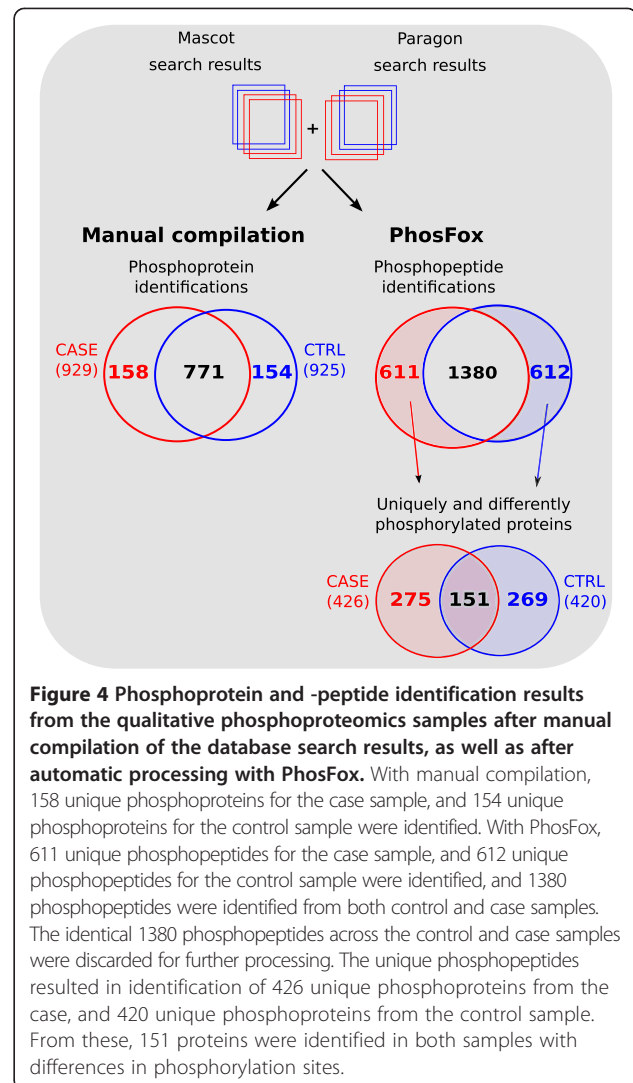 Mascot
search results
Paragon
search results
+
Manual compilation
PhosFox
Phosphoprotein
identifications
Phosphopeptide
identifications
CASE
(929)
158
771
154
CTRL
(925)
611
1380
612
Uniquely and differently
phosphorylated proteins
CASE
(426)
275
151
269
CTRL
(420)
Figure 4 Phosphoprotein and -peptide identification results
from the qualitative phosphoproteomics samples after manual
compilation of the database search results, as well as after
automatic processing with PhosFox. With manual compilation,
158 unique phosphoproteins for the case sample, and 154 unique
phosphoproteins for the control sample were identified. With PhosFox,
611 unique phosphopeptides for the case sample, and 612 unique
phosphopeptides for the control sample were identified, and 1380
phosphopeptides were identified from both control and case samples.
The identical 1380 phosphopeptides across the control and case samples
were discarded for further processing. The unique phosphopeptides
resulted in identification of 426 unique phosphoproteins from the
case, and 420 unique phosphoproteins from the control sample.
From these, 151 proteins were identified in both samples with
differences in phosphorylation sites.